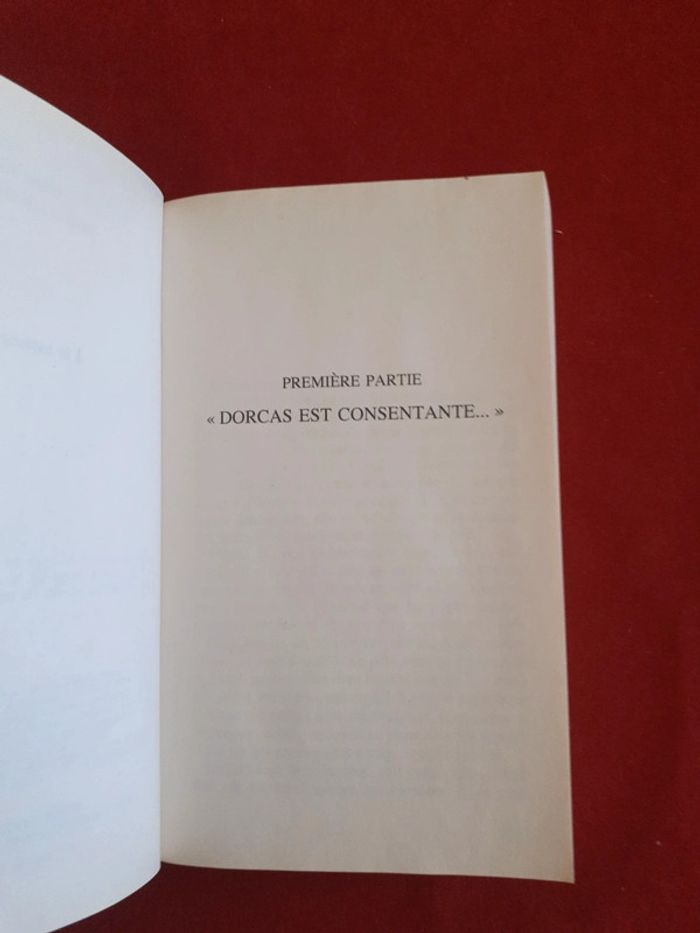 PREMIÈRE PARTIE
« DORCAS EST CONSENTANTE... »